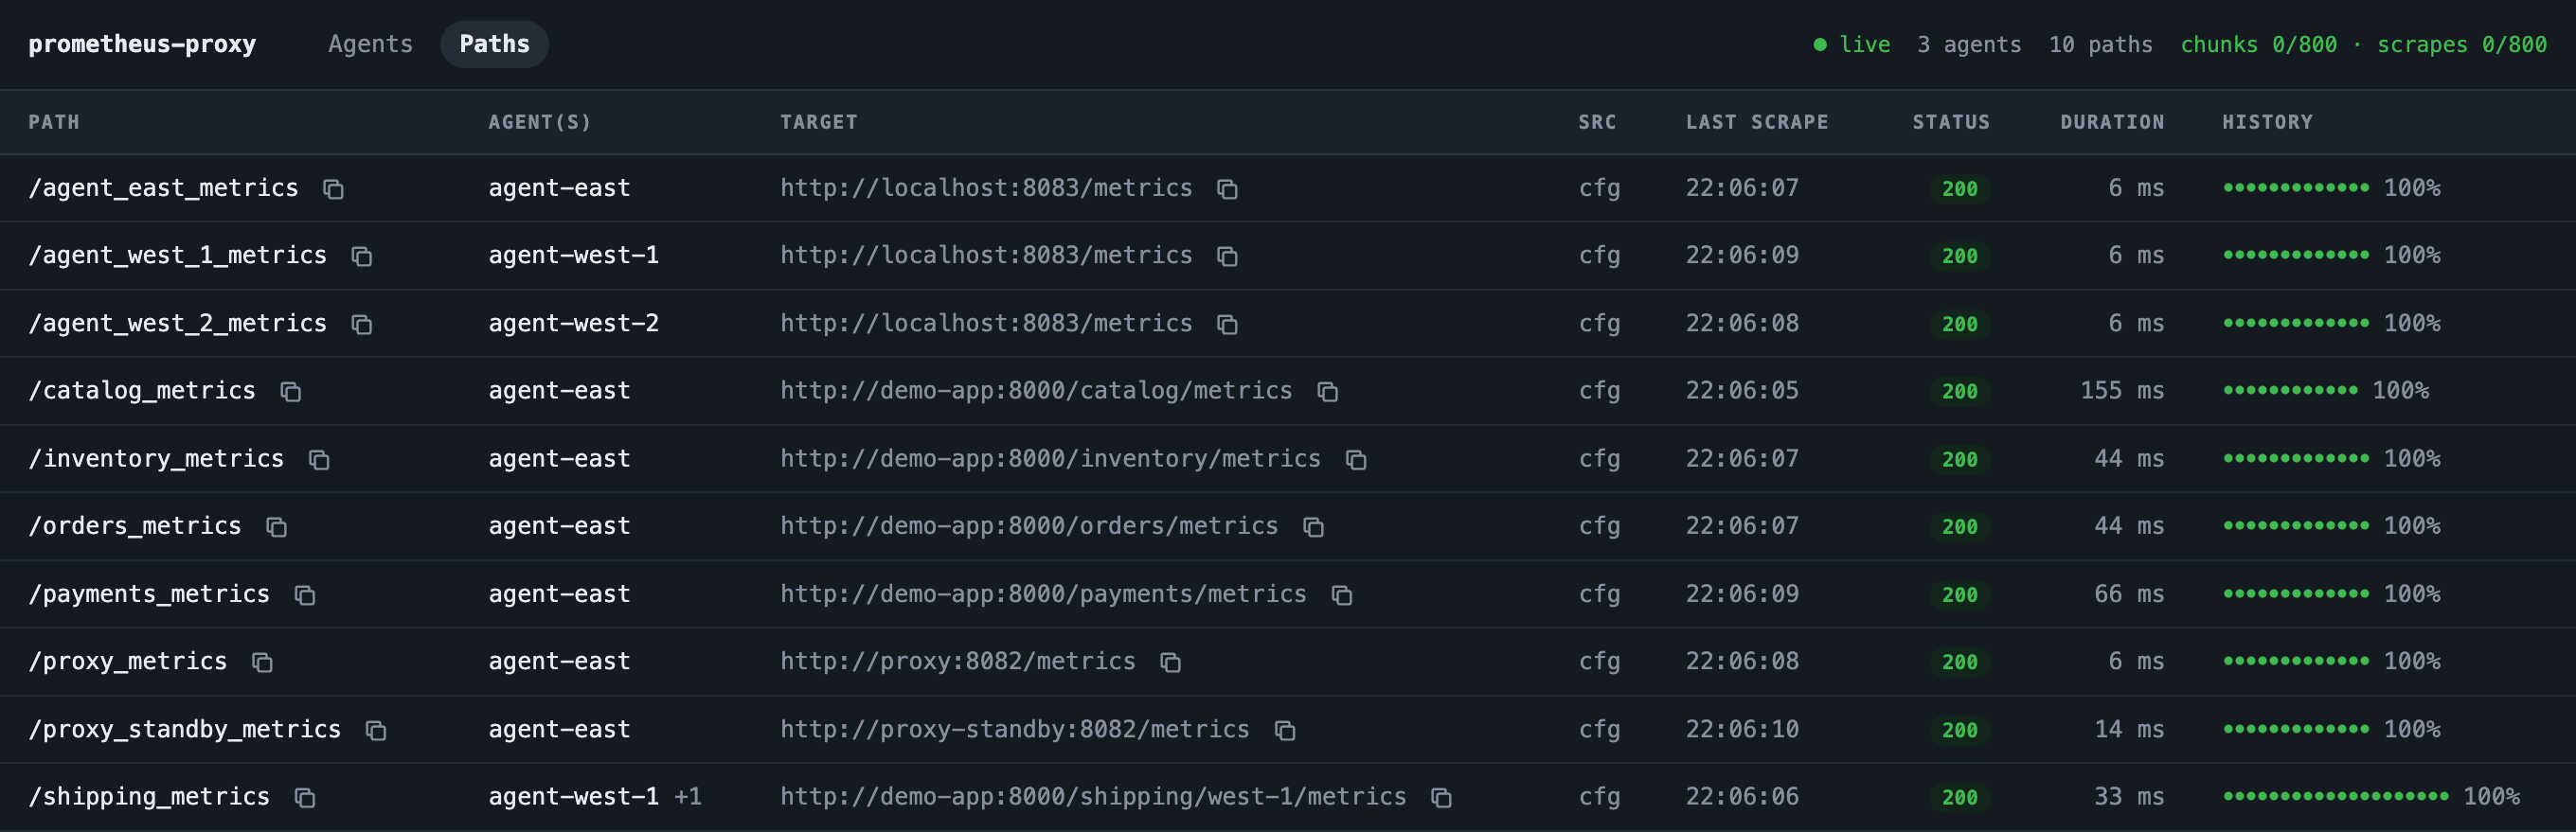 prometheus-proxy Agents Paths live 3 agents 10 paths chunks 0/800 · scrapes 0/800
PATH AGENT(S) TARGET SRC LAST SCRAPE STATUS DURATION HISTORY
/agent_east_metrics agent-east http://localhost:8083/metrics cfg 22:06:07 200 6 ms 100%
/agent_west_1_metrics agent-west-1 http://localhost:8083/metrics cfg 22:06:09 200 6 ms 100%
/agent_west_2_metrics agent-west-2 http://localhost:8083/metrics cfg 22:06:08 200 6 ms 100%
/catalog_metrics agent-east http://demo-app:8000/catalog/metrics cfg 22:06:05 200 155 ms 100%
/inventory_metrics agent-east http://demo-app:8000/inventory/metrics cfg 22:06:07 200 44 ms 100%
/orders_metrics agent-east http://demo-app:8000/orders/metrics cfg 22:06:07 200 44 ms 100%
/payments_metrics agent-east http://demo-app:8000/payments/metrics cfg 22:06:09 200 66 ms 100%
/proxy_metrics agent-east http://proxy:8082/metrics cfg 22:06:08 200 6 ms 100%
/proxy_standby_metrics agent-east http://proxy-standby:8082/metrics cfg 22:06:10 200 14 ms 100%
/shipping_metrics agent-west-1 +1 http://demo-app:8000/shipping/west-1/metrics cfg 22:06:06 200 33 ms 100%